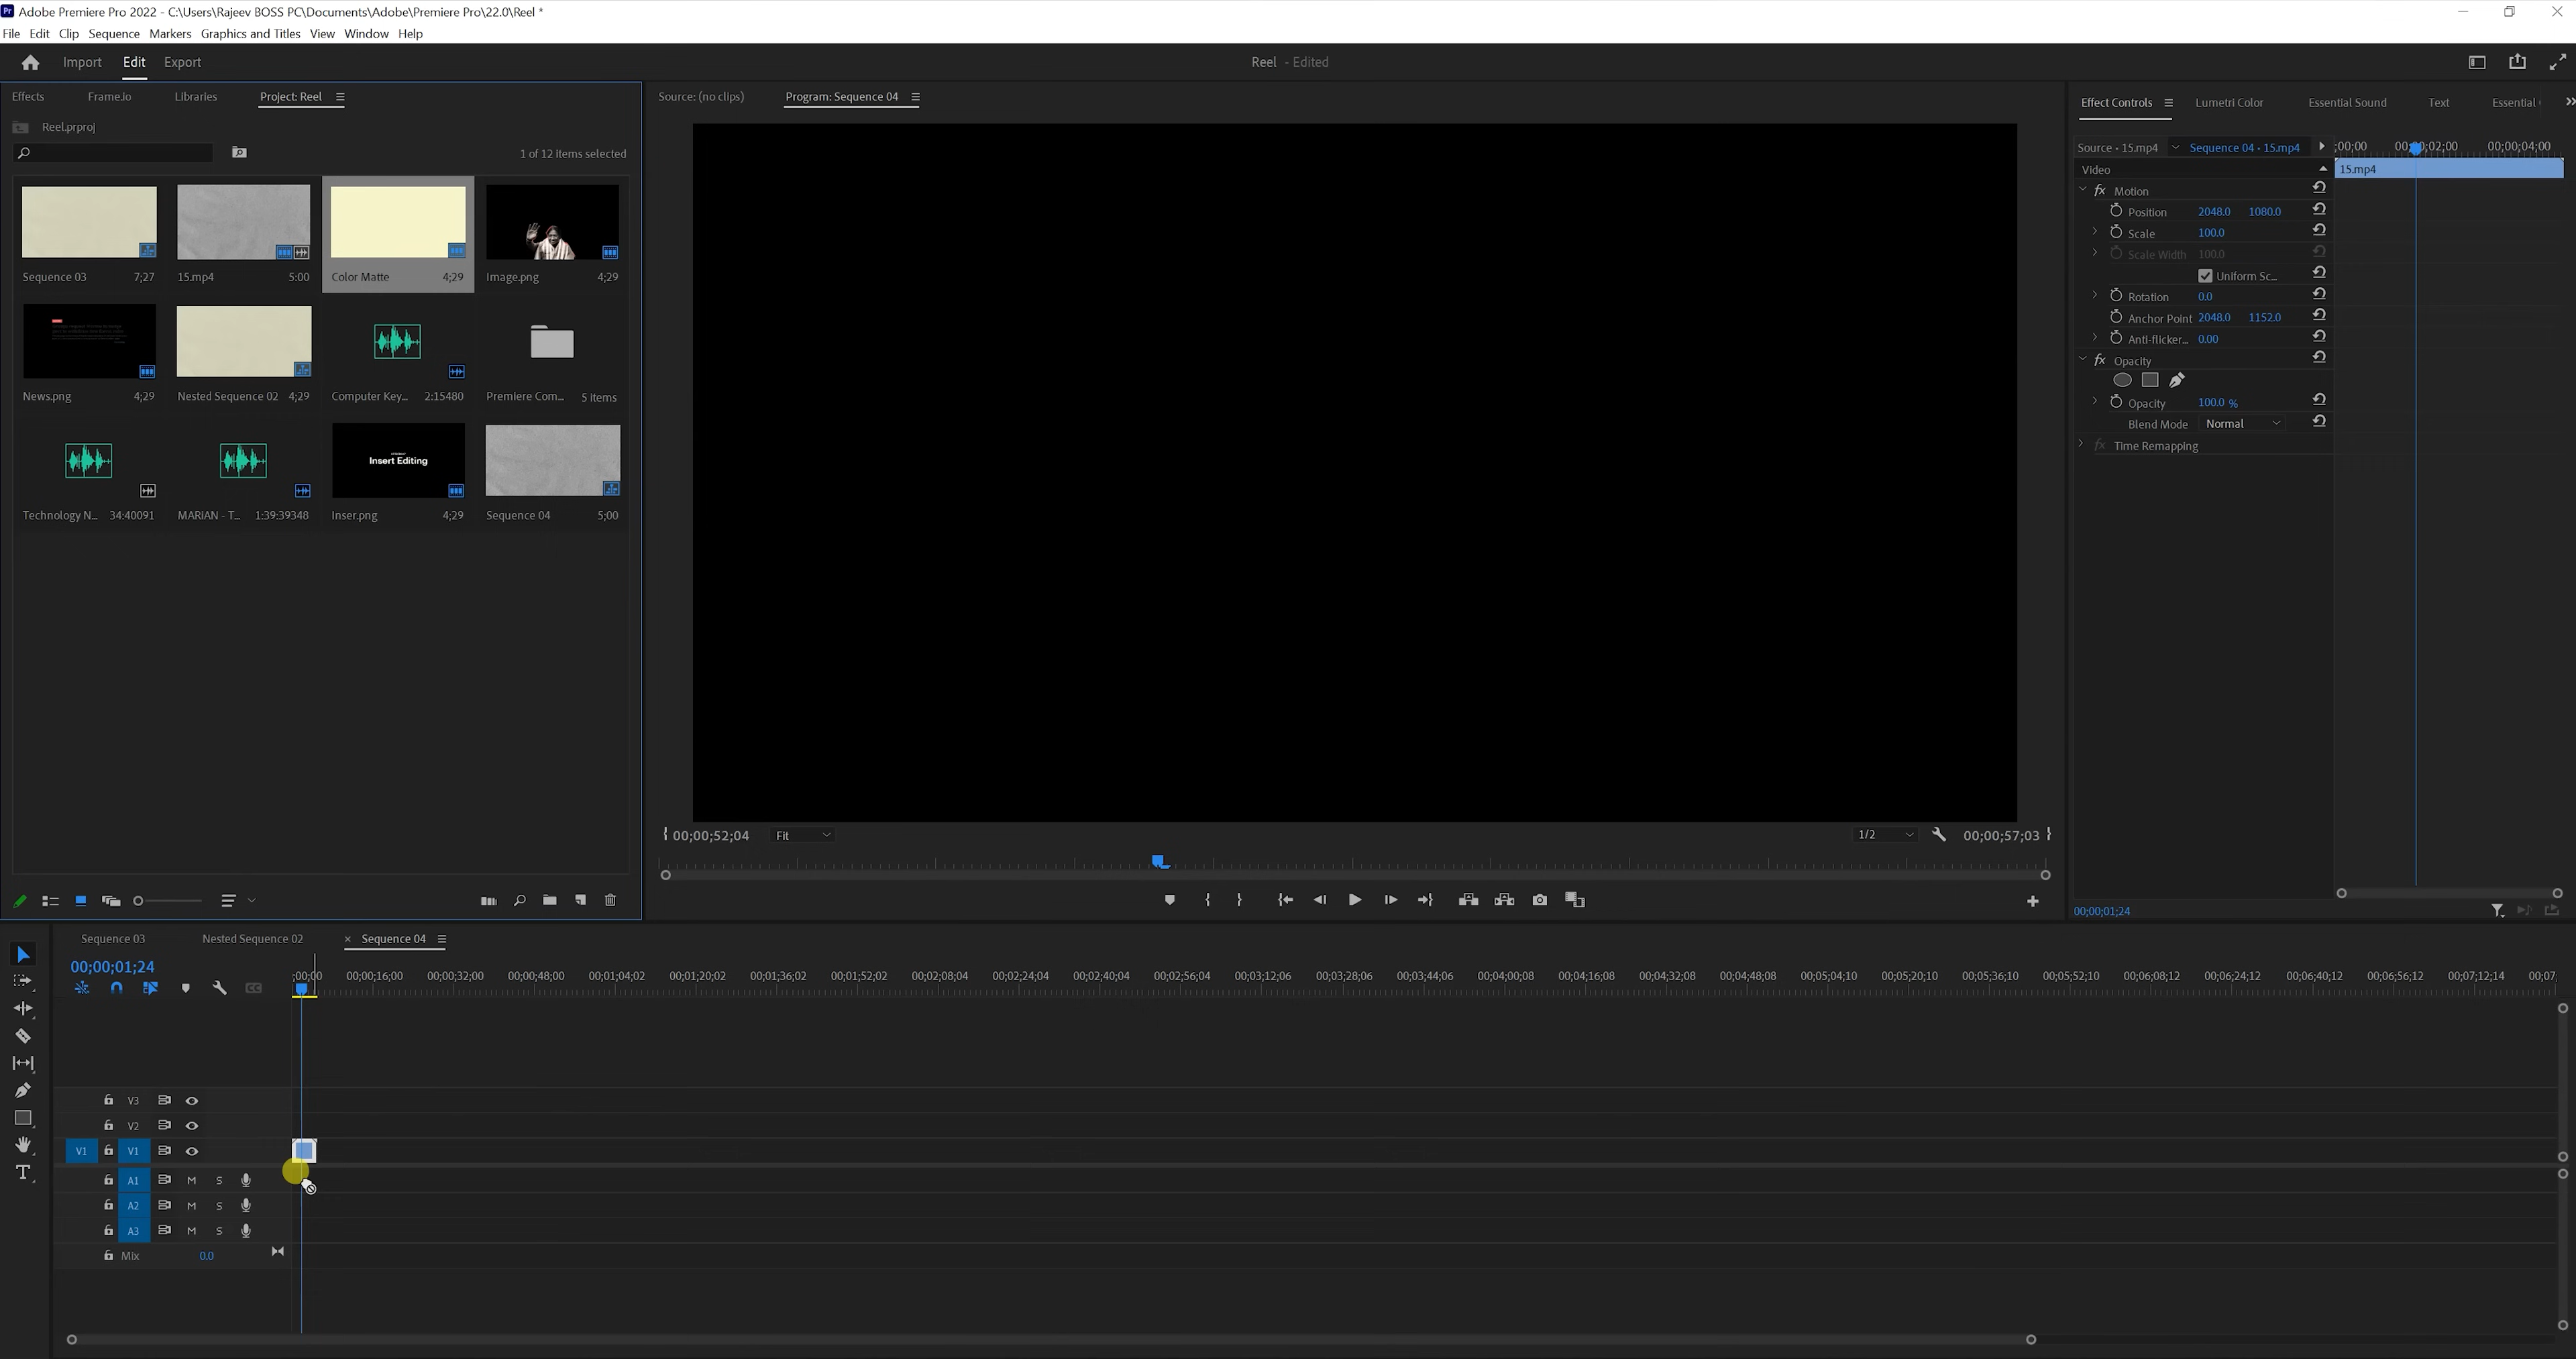 Pr Adobe Premiere Pro 2022 - C:\Users\Rajeev BOSS PC\Documents\Adobe\Premiere Pro\22.0\Reel *
File Edit Clip Sequence Markers Graphics and Titles View Window Help
Import Edit Export
Reel - Edited
Effects Frame.io Libraries Project: Reel
Reel.prproj
1 of 12 items selected
Sequence 03 7;27
15.mp4 5:00
Color Matte 4;29
Image.png 4;29
News.png 4;29
Nested Sequence 02 4;29
Computer Key... 2:15480
Premiere Com... 5 items
Insert Editing
Technology N... 34:40091
MARiAN - T... 1:39:39348
Inser.png 4;29
Sequence 04 5;00
Source: (no clips) Program: Sequence 04
00;00;52;04 Fit 1/2 00;00;57;03
Effect Controls Lumetri Color Essential Sound Text Essential
Source • 15.mp4 Sequence 04 • 15.mp4 ;00;00 00;00;02;00 00;00;04;00
Video 15.mp4
fx Motion
Position 2048.0 1080.0
Scale 100.0
Scale Width 100.0
Uniform Sc...
Rotation 0.0
Anchor Point 2048.0 1152.0
Anti-flicker... 0.00
fx Opacity
Opacity 100.0 %
Blend Mode Normal
fx Time Remapping
00;00;01;24
Sequence 03 Nested Sequence 02 × Sequence 04
00;00;01;24
;00;00 00;00;16;00 00;00;32;00 00;00;48;00 00;01;04;02 00;01;20;02 00;01;36;02 00;01;52;02 00;02;08;04 00;02;24;04 00;02;40;04 00;02;56;04 00;03;12;06 00;03;28;06 00;03;44;06 00;04;00;08 00;04;16;08 00;04;32;08 00;04;48;08 00;05;04;10 00;05;20;10 00;05;36;10 00;05;52;10 00;06;08;12 00;06;24;12 00;06;40;12 00;06;56;12 00;07;12;14 00;07;
CC
V3
V2
V1 V1
A1 M S
A2 M S
A3 M S
Mix 0.0